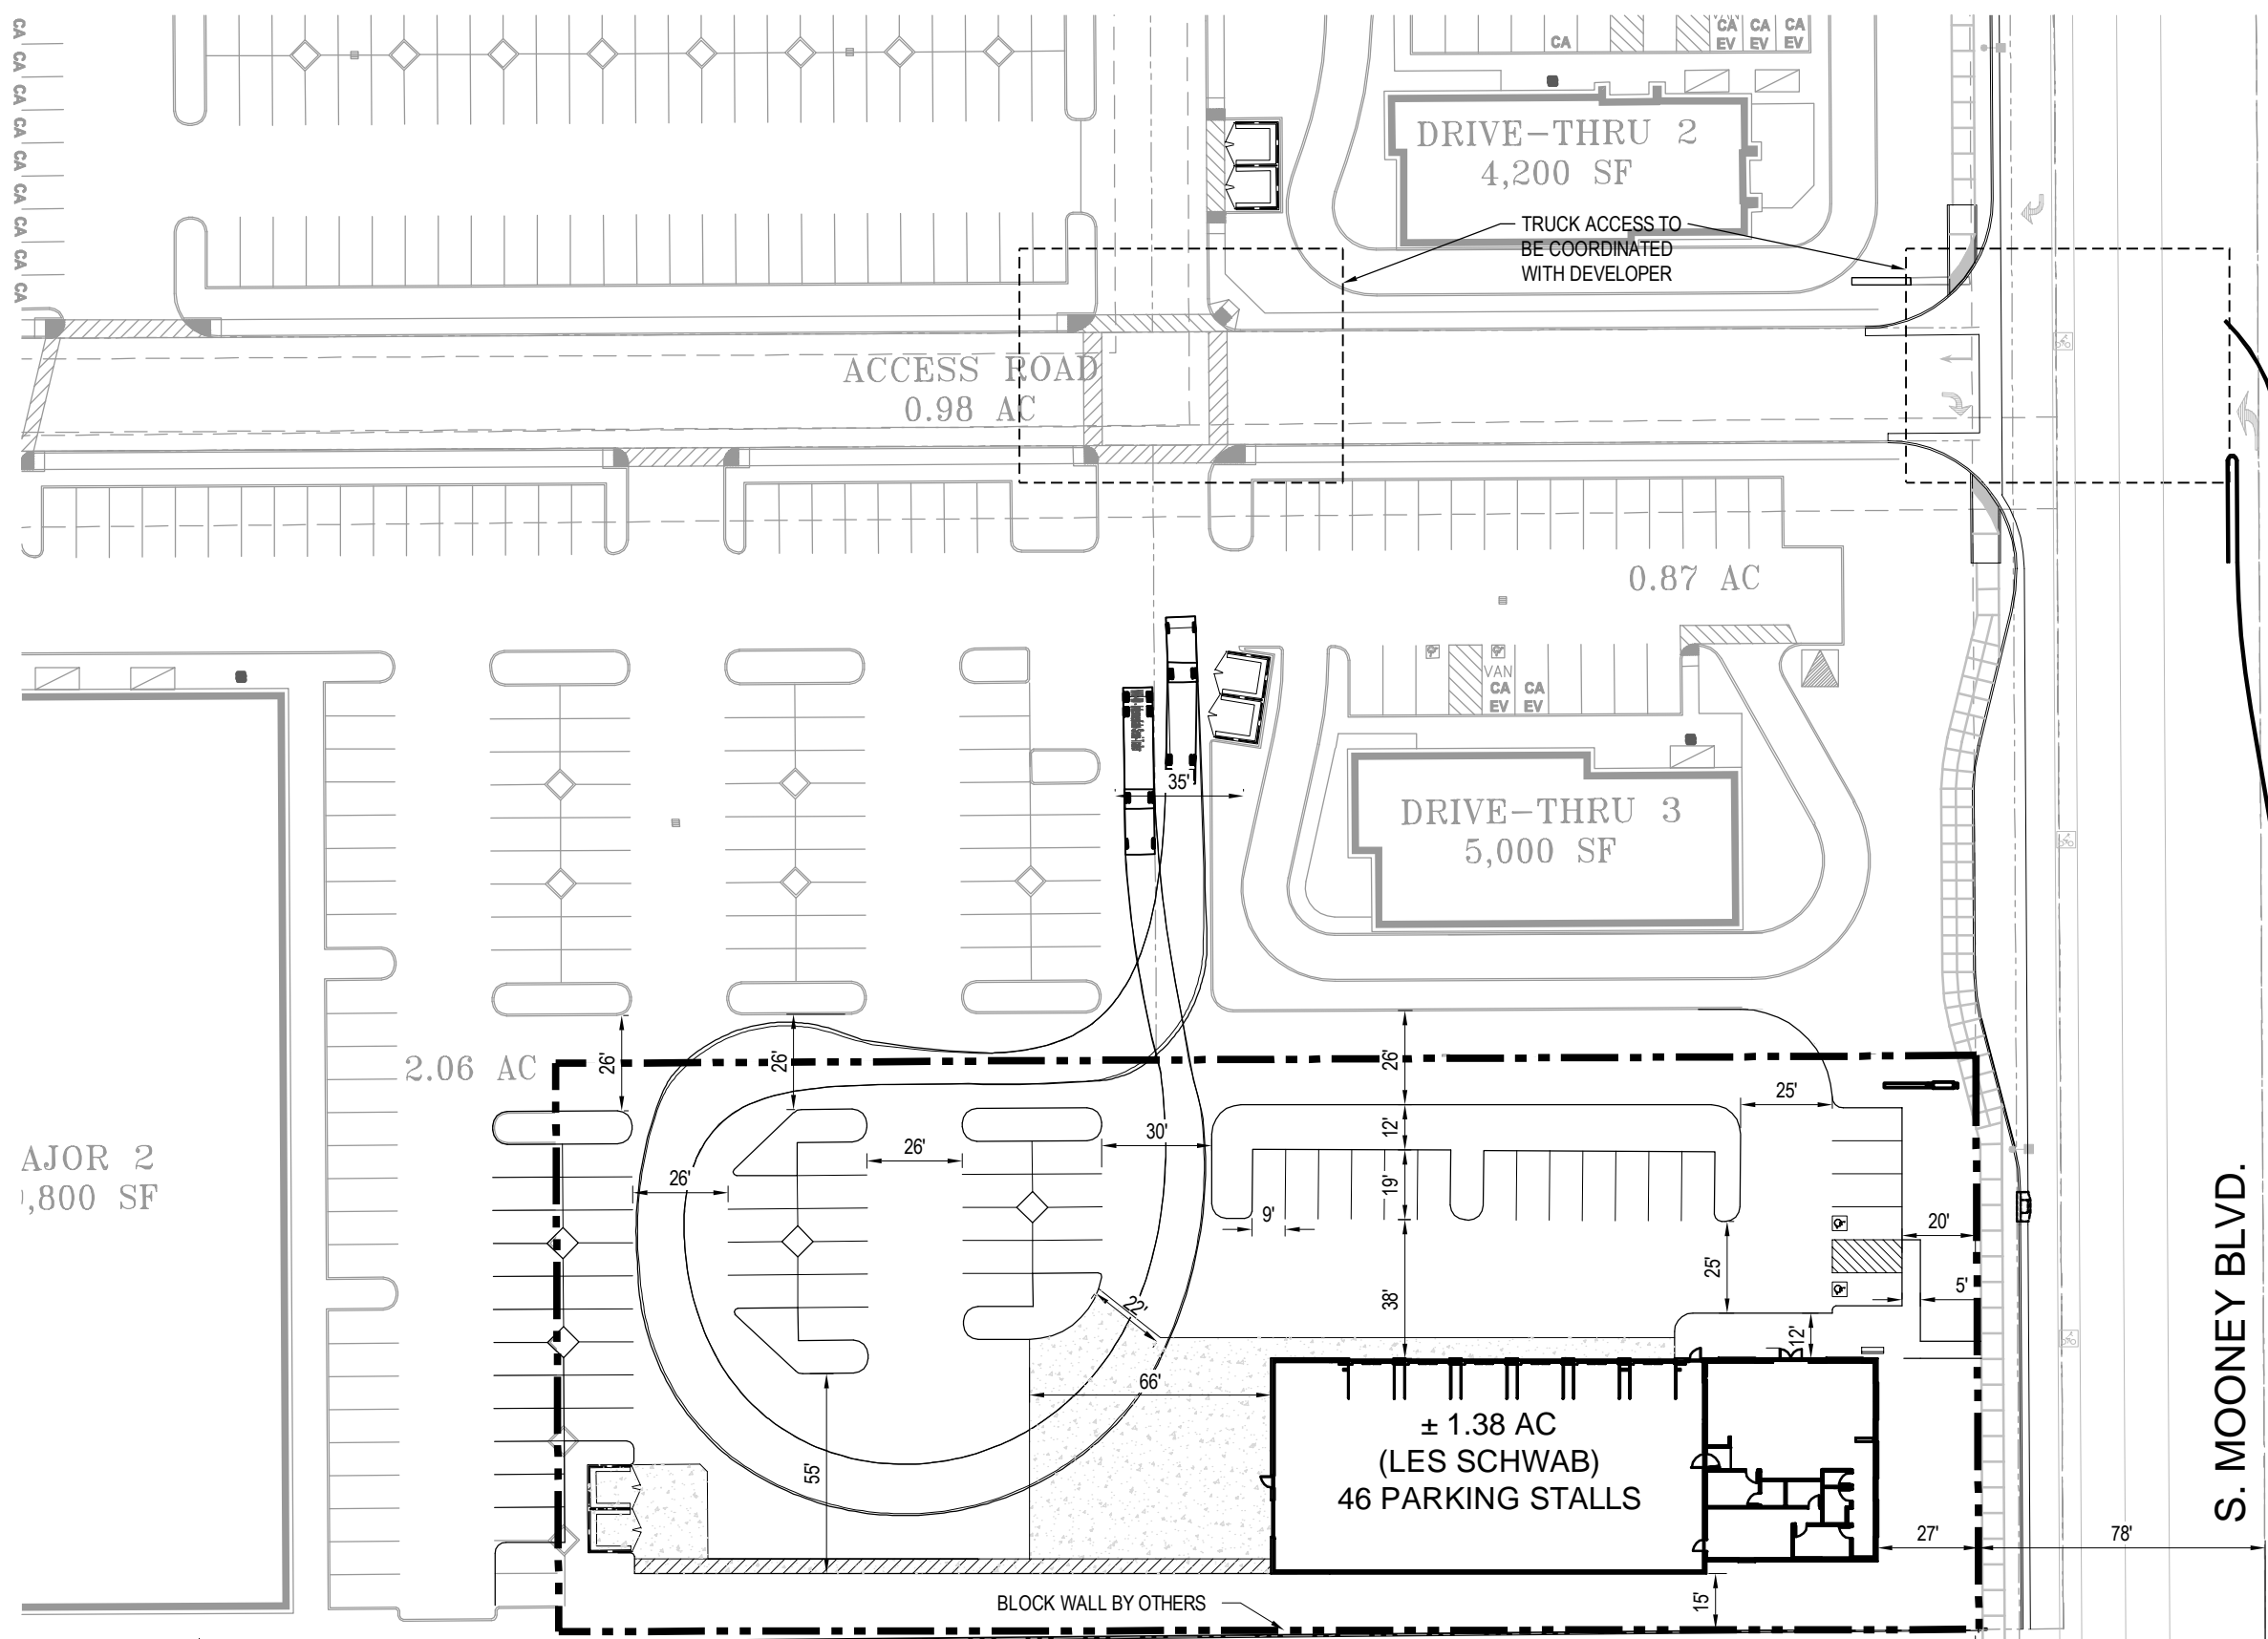 CA
CA
CA
CA
CA
CA
CA
CA
CA
CA
CA
CA
EV
CA
EV
CA
EV
DRIVE-THRU 2
4,200 SF
TRUCK ACCESS TO
BE COORDINATED
WITH DEVELOPER
ACCESS ROAD
0.98 AC
0.87 AC
VAN
CA
EV
CA
EV
35'
DRIVE-THRU 3
5,000 SF
2.06 AC
26'
26'
26'
25'
12'
30'
26'
26'
19'
9'
20'
5'
25'
38'
22'
12'
AJOR 2
,800 SF
66'
55'
± 1.38 AC
(LES SCHWAB)
46 PARKING STALLS
27'
78'
15'
BLOCK WALL BY OTHERS
S. MOONEY BLVD.